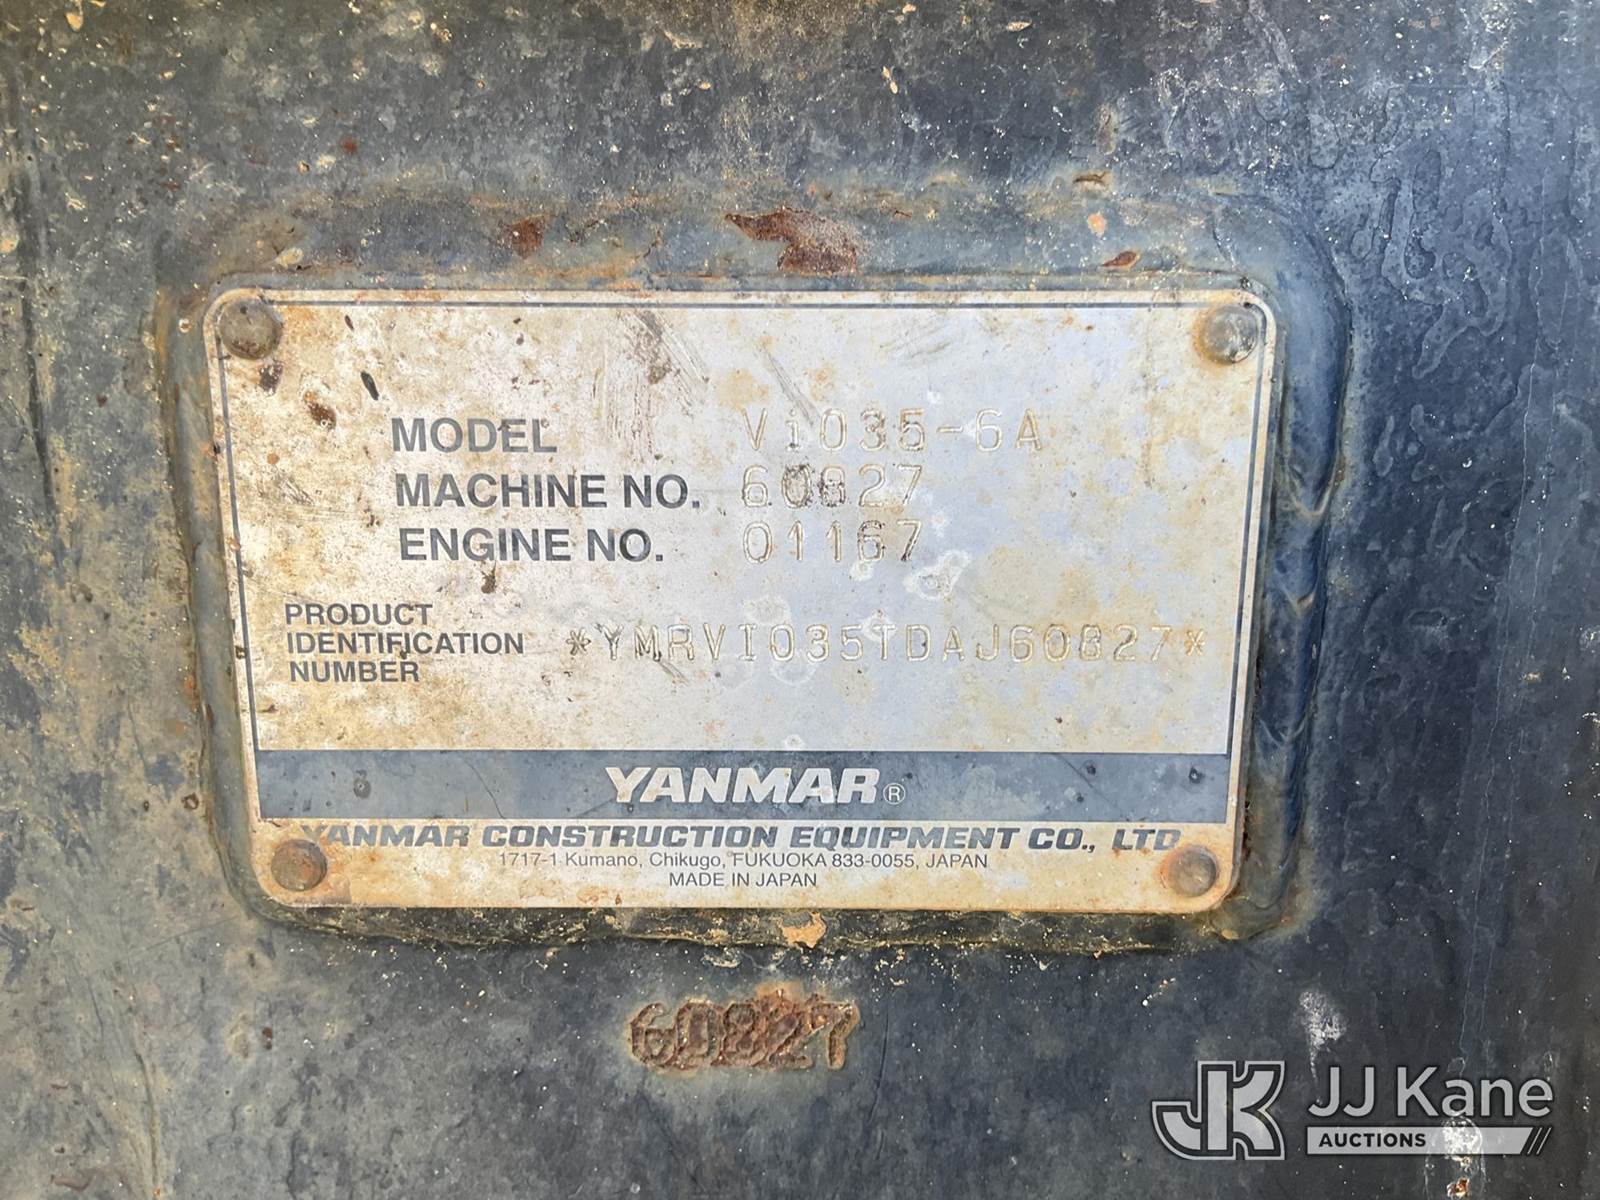 MODEL ViO35-6A
MACHINE NO. 60827
ENGINE NO. 01167
PRODUCT
IDENTIFICATION
NUMBER
*YMRVIO35TDAJ60827*
YANMAR®
YANMAR CONSTRUCTION EQUIPMENT CO., LTD
1717-1 Kumano, Chikugo, FUKUOKA 833-0055, JAPAN
MADE IN JAPAN
60827
JK
JJ Kane
AUCTIONS